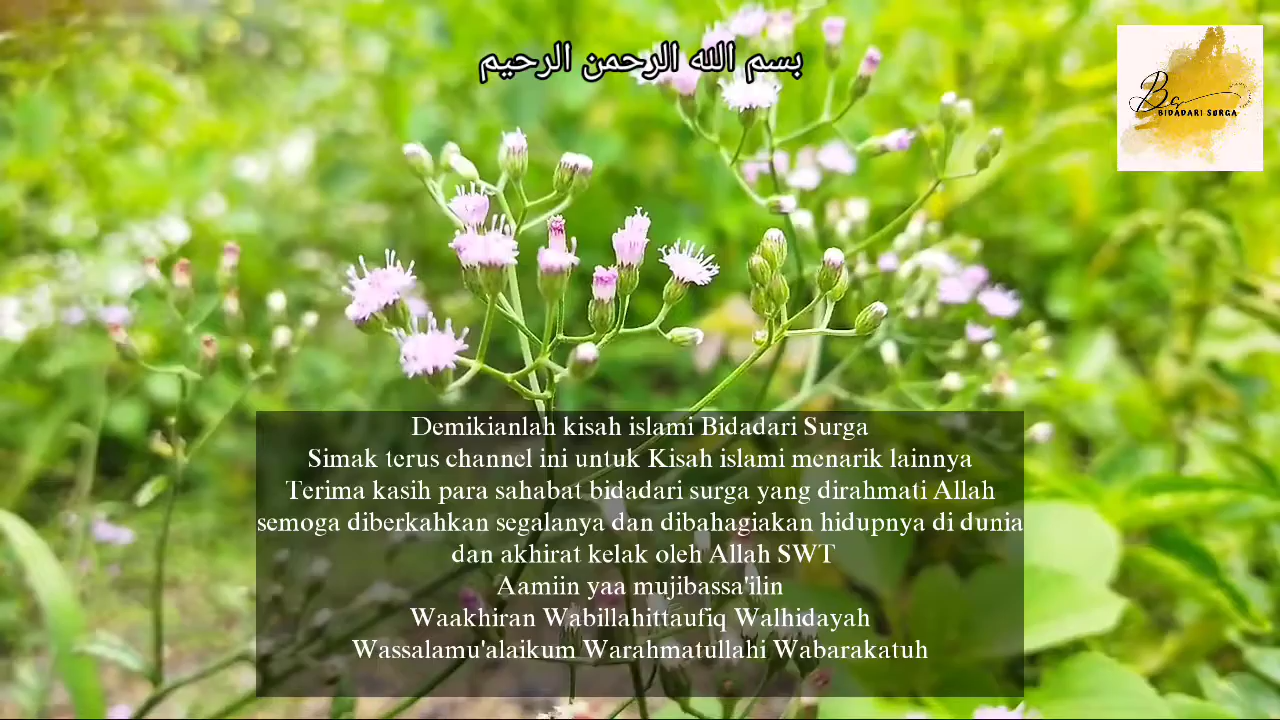 بسم الله الرحمن الرحيم
Bs
BIDADARI SURGA
Demikianlah kisah islami Bidadari Surga
Simak terus channel ini untuk Kisah islami menarik lainnya
Terima kasih para sahabat bidadari surga yang dirahmati Allah
semoga diberkahkan segalanya dan dibahagiakan hidupnya di dunia
dan akhirat kelak oleh Allah SWT
Aamiin yaa mujibassa'ilin
Waakhiran Wabillahittaufiq Walhidayah
Wassalamu'alaikum Warahmatullahi Wabarakatuh